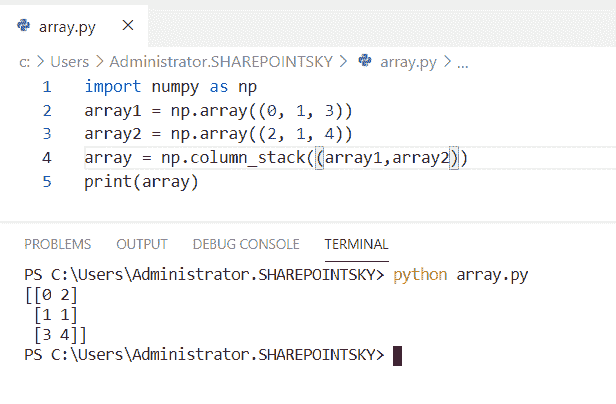 array.py ×
c: > Users > Administrator.SHAREPOINTSKY > array.py > ...
1 import numpy as np
2 array1 = np.array((0, 1, 3))
3 array2 = np.array((2, 1, 4))
4 array = np.column_stack((array1,array2))
5 print(array)
PROBLEMS OUTPUT DEBUG CONSOLE TERMINAL
PS C:\Users\Administrator.SHAREPOINTSKY> python array.py
[[0 2]
 [1 1]
 [3 4]]
PS C:\Users\Administrator.SHAREPOINTSKY>